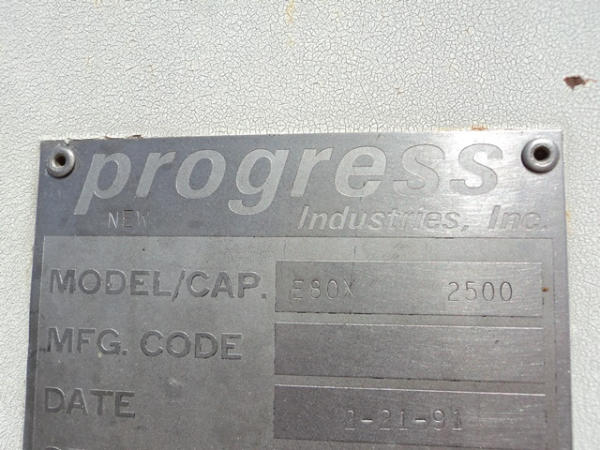 progress
NEW Industries, Inc.
MODEL/CAP. E80X 2500
MFG. CODE
DATE 2-21-91